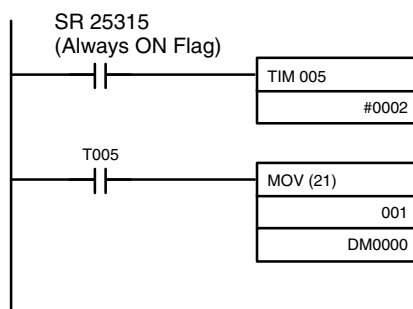 SR 25315
(Always ON Flag)
TIM 005
#0002
T005
MOV (21)
001
DM0000